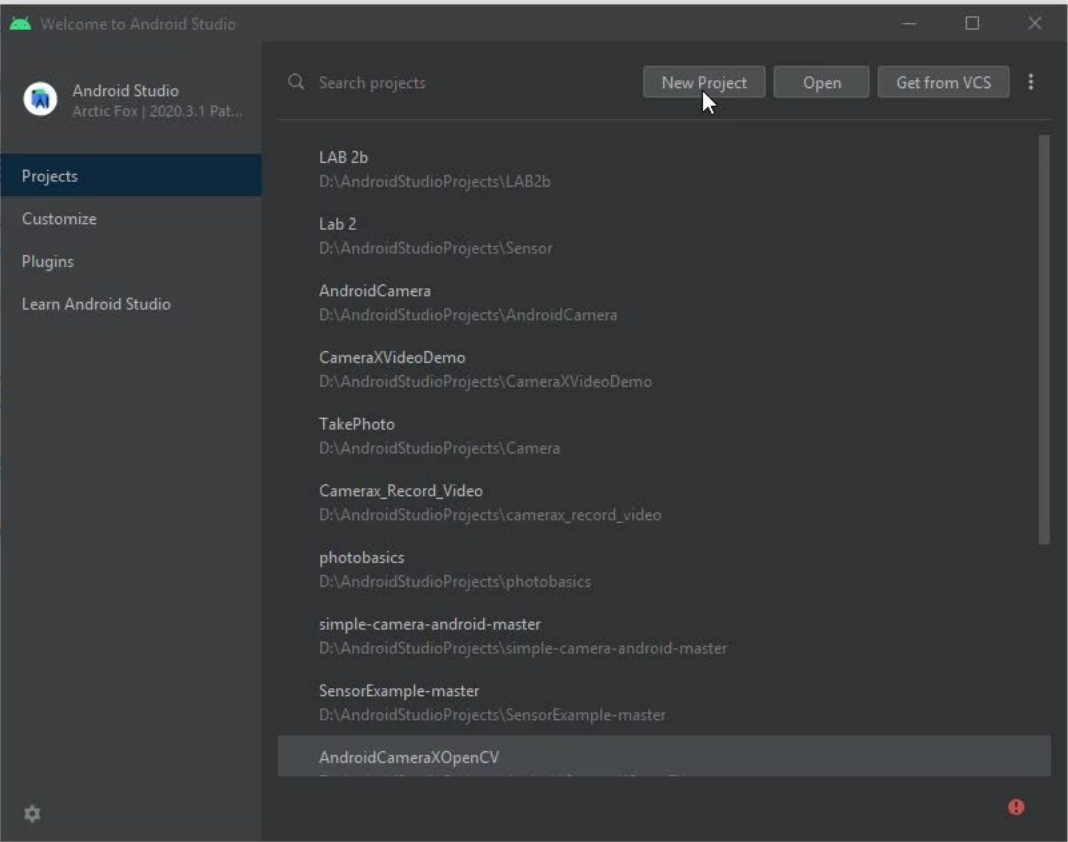 Welcome to Android Studio
Android Studio
Arctic Fox | 2020.3.1 Pat...
Search projects
New Project
Open
Get from VCS
Projects
Customize
Plugins
Learn Android Studio
LAB 2b
D:\AndroidStudioProjects\LAB2b
Lab 2
D:\AndroidStudioProjects\Sensor
AndroidCamera
D:\AndroidStudioProjects\AndroidCamera
CameraXVideoDemo
D:\AndroidStudioProjects\CameraXVideoDemo
TakePhoto
D:\AndroidStudioProjects\Camera
Camerax_Record_Video
D:\AndroidStudioProjects\camerax_record_video
photobasics
D:\AndroidStudioProjects\photobasics
simple-camera-android-master
D:\AndroidStudioProjects\simple-camera-android-master
SensorExample-master
D:\AndroidStudioProjects\SensorExample-master
AndroidCameraXOpenCV